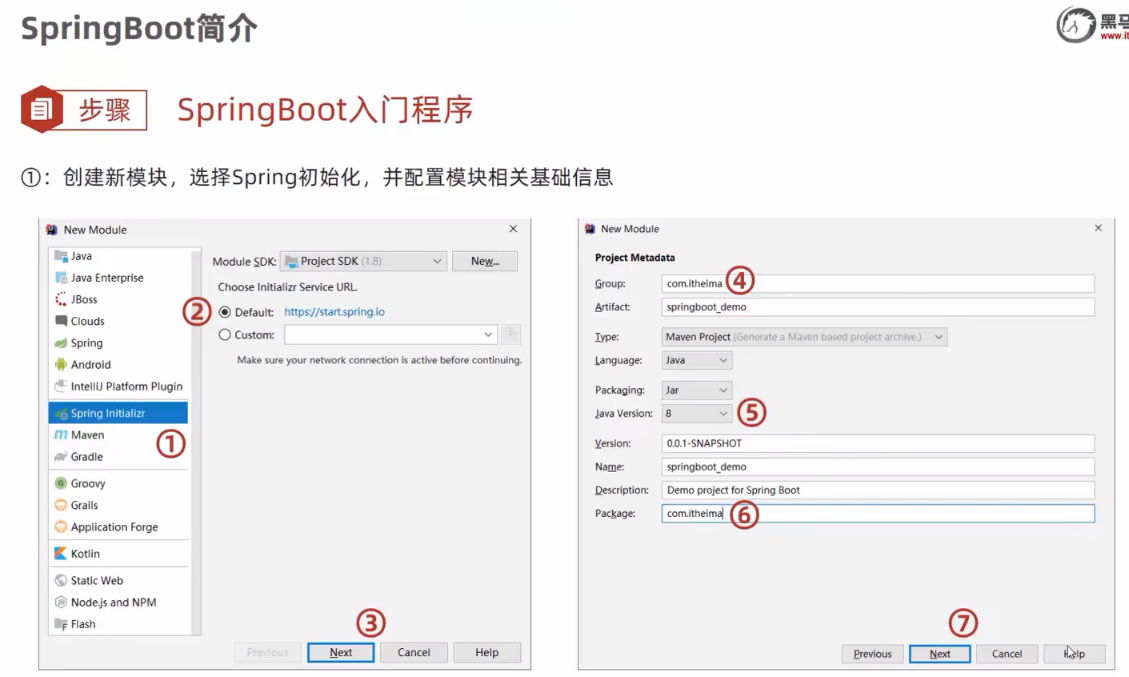 SpringBoot简介
黑马
www.it
步骤
SpringBoot入门程序
①：创建新模块，选择Spring初始化，并配置模块相关基础信息
New Module
Java
Java Enterprise
JBoss
Clouds
Spring
Android
IntelliJ Platform Plugin
Spring Initializr
Maven
①
Gradle
Groovy
Grails
Application Forge
Kotlin
Static Web
Node.js and NPM
Flash
Module SDK: Project SDK (1.8) New...
Choose Initializr Service URL.
② Default: https://start.spring.io
Custom:
Make sure your network connection is active before continuing.
③
Previous Next Cancel Help
New Module
Project Metadata
Group: com.itheima ④
Artifact: springboot_demo
Type: Maven Project (Generate a Maven based project archive.)
Language: Java
Packaging: Jar
Java Version: 8 ⑤
Version: 0.0.1-SNAPSHOT
Name: springboot_demo
Description: Demo project for Spring Boot
Package: com.itheima ⑥
⑦
Previous Next Cancel Help